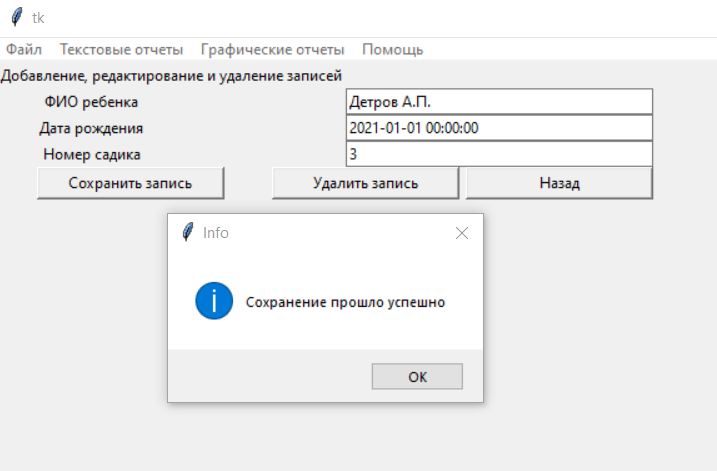 tk
Файл Текстовые отчеты Графические отчеты Помощь
Добавление, редактирование и удаление записей
ФИО ребенка Детров А.П.
Дата рождения 2021-01-01 00:00:00
Номер садика 3
Сохранить запись Удалить запись Назад
Info
Сохранение прошло успешно
OK